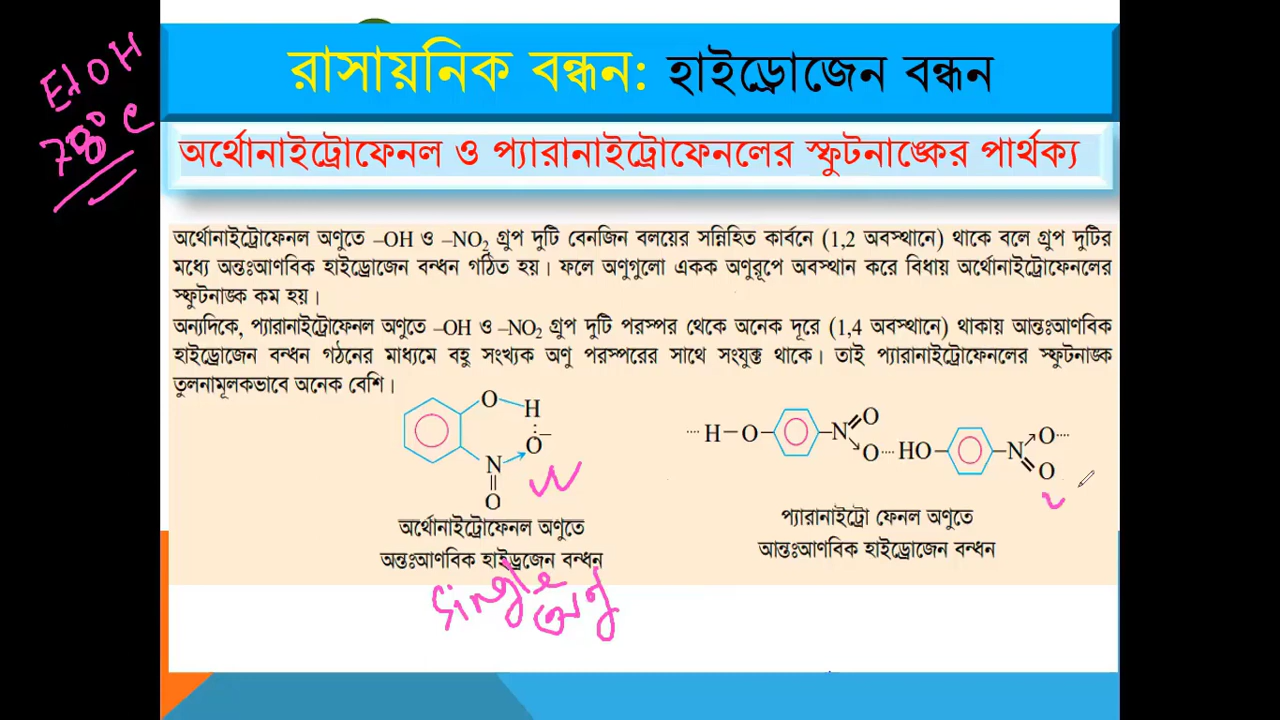 EtOH
78°C
রাসায়নিক বন্ধন: হাইড্রোজেন বন্ধন
অর্থোনাইট্রোফেনল ও প্যারানাইট্রোফেনলের স্ফুটনাঙ্কের পার্থক্য
অর্থোনাইট্রোফেনল অণুতে –OH ও –NO₂ গ্রুপ দুটি বেনজিন বলয়ের সন্নিহিত কার্বনে (1,2 অবস্থানে) থাকে বলে গ্রুপ দুটির
মধ্যে অন্তঃআণবিক হাইড্রোজেন বন্ধন গঠিত হয়। ফলে অণুগুলো একক অণুরূপে অবস্থান করে বিধায় অর্থোনাইট্রোফেনলের
স্ফুটনাঙ্ক কম হয়।
অন্যদিকে, প্যারানাইট্রোফেনল অণুতে –OH ও –NO₂ গ্রুপ দুটি পরস্পর থেকে অনেক দূরে (1,4 অবস্থানে) থাকায় আন্তঃআণবিক
হাইড্রোজেন বন্ধন গঠনের মাধ্যমে বহু সংখ্যক অণু পরস্পরের সাথে সংযুক্ত থাকে। তাই প্যারানাইট্রোফেনলের স্ফুটনাঙ্ক
তুলনামূলকভাবে অনেক বেশি।
O H
O–
N
O
H–O N O O HO N O O
অর্থোনাইট্রোফেনল অণুতে
অন্তঃআণবিক হাইড্রজেন বন্ধন
প্যারানাইট্রো ফেনল অণুতে
আন্তঃআণবিক হাইড্রোজেন বন্ধন
Single
অণু